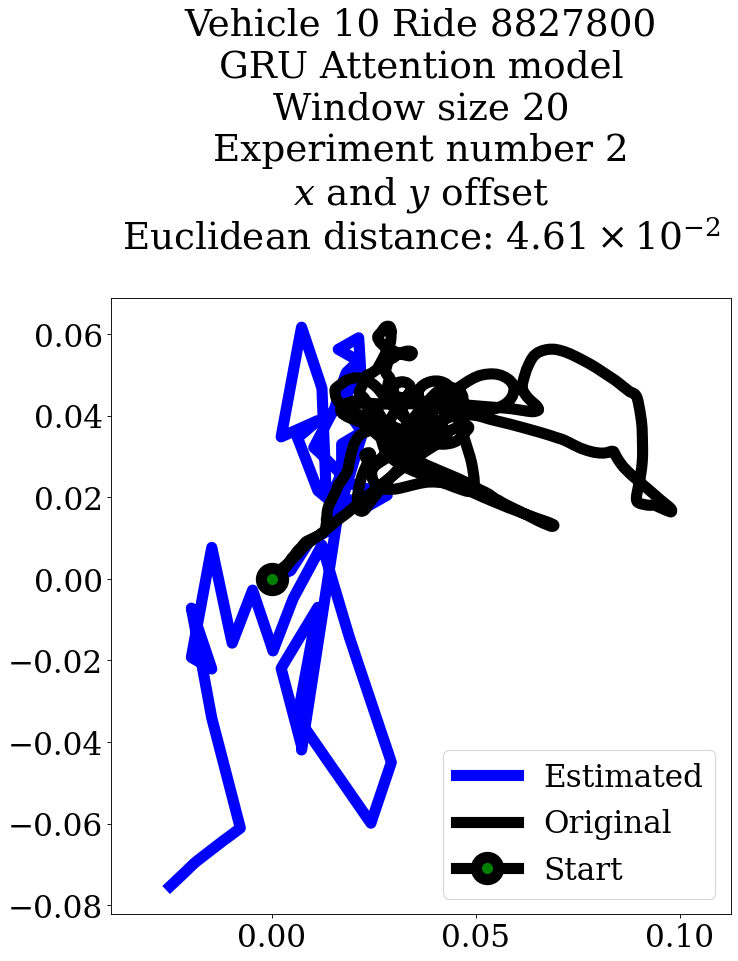 Vehicle 10 Ride 8827800
GRU Attention model
Window size 20
Experiment number 2
x and y offset
Euclidean distance: 4.61 × 10⁻²
0.06
0.04
0.02
0.00
−0.02
−0.04
−0.06
−0.08
Estimated
Original
Start
0.00 0.05 0.10